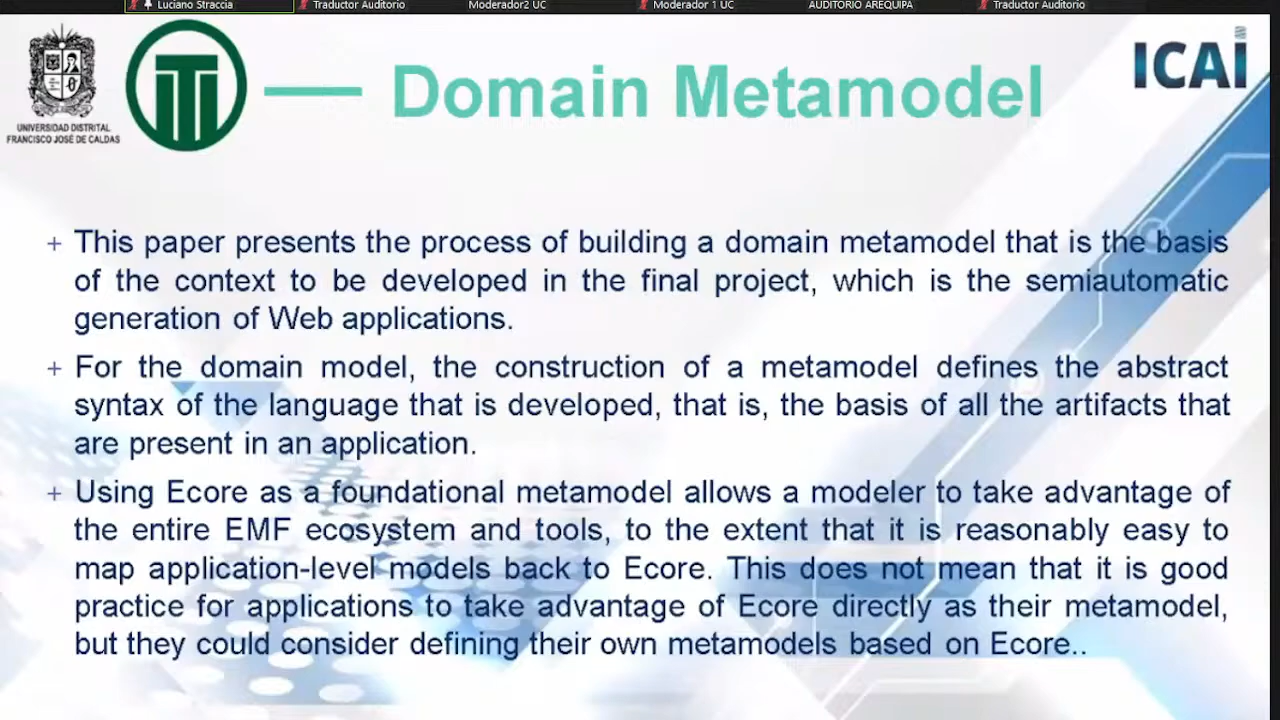 Luciano Straccia
Traductor Auditorio
Moderador2 UC
Moderador 1 UC
AUDITORIO AREQUIPA
Traductor Auditorio
UNIVERSIDAD DISTRITAL
FRANCISCO JOSÉ DE CALDAS
Domain Metamodel
ICAI
+ This paper presents the process of building a domain metamodel that is the basis
of the context to be developed in the final project, which is the semiautomatic
generation of Web applications.
+ For the domain model, the construction of a metamodel defines the abstract
syntax of the language that is developed, that is, the basis of all the artifacts that
are present in an application.
+ Using Ecore as a foundational metamodel allows a modeler to take advantage of
the entire EMF ecosystem and tools, to the extent that it is reasonably easy to
map application-level models back to Ecore. This does not mean that it is good
practice for applications to take advantage of Ecore directly as their metamodel,
but they could consider defining their own metamodels based on Ecore..